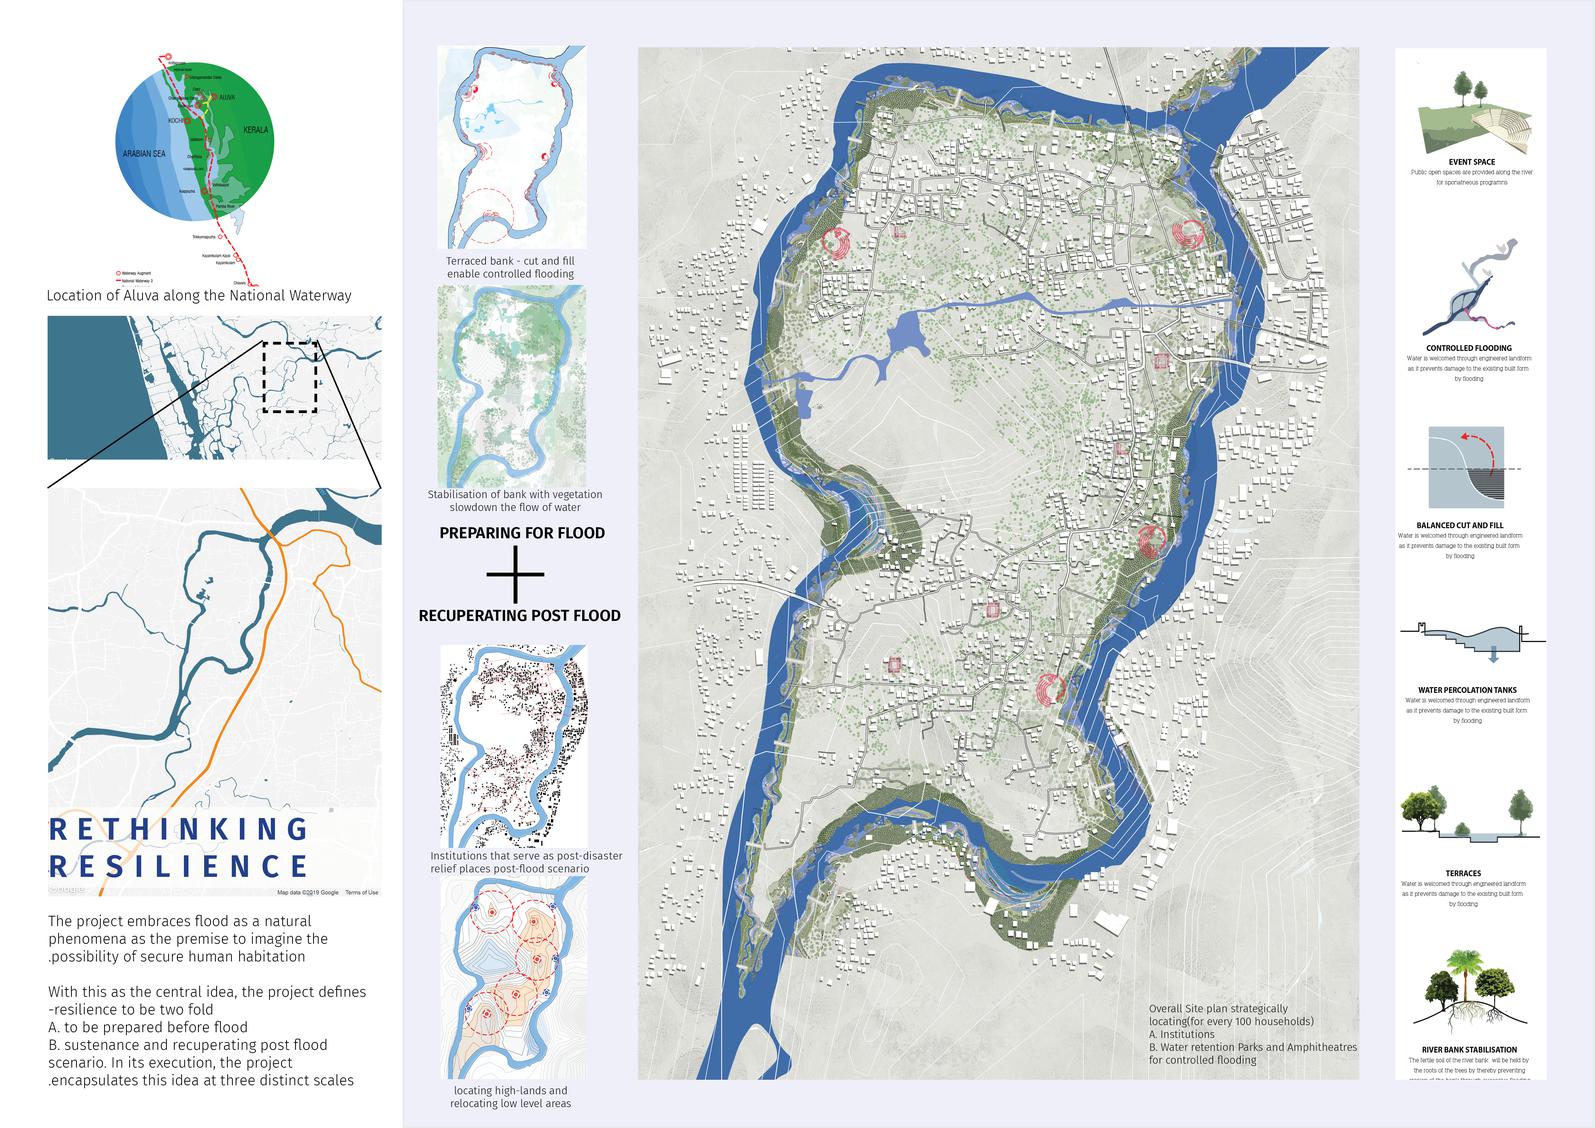 ALUVA
KOCHI
KERALA
ARABIAN SEA
Cherthala
Alappuzha
Pamba River
Trikkunnapuzha
Kayamkulam Kayal
Kayamkulam
Chavara
Waterway Augment
National Waterway 3
Location of Aluva along the National Waterway
RETHINKING
RESILIENCE
Google
Map data ©2019 Google Terms of Use
The project embraces flood as a natural
phenomena as the premise to imagine the
.possibility of secure human habitation
With this as the central idea, the project defines
-resilience to be two fold
A. to be prepared before flood
B. sustenance and recuperating post flood
scenario. In its execution, the project
.encapsulates this idea at three distinct scales
Terraced bank - cut and fill
enable controlled flooding
Stabilisation of bank with vegetation
slowdown the flow of water
PREPARING FOR FLOOD
RECUPERATING POST FLOOD
Institutions that serve as post-disaster
relief places post-flood scenario
locating high-lands and
relocating low level areas
Overall Site plan strategically
locating(for every 100 households)
A. Institutions
B. Water retention Parks and Amphitheatres
for controlled flooding
EVENT SPACE
Public open spaces are provided along the river
for spontaneous programs
CONTROLLED FLOODING
Water is welcomed through engineered landform
as it prevents damage to the existing built form
by flooding
BALANCED CUT AND FILL
Water is welcomed through engineered landform
as it prevents damage to the existing built form
by flooding
WATER PERCOLATION TANKS
Water is welcomed through engineered landform
as it prevents damage to the existing built form
by flooding
TERRACES
Water is welcomed through engineered landform
as it prevents damage to the existing built form
by flooding
RIVER BANK STABILISATION
The fertile soil of the river bank will be held by
the roots of the trees by thereby preventing